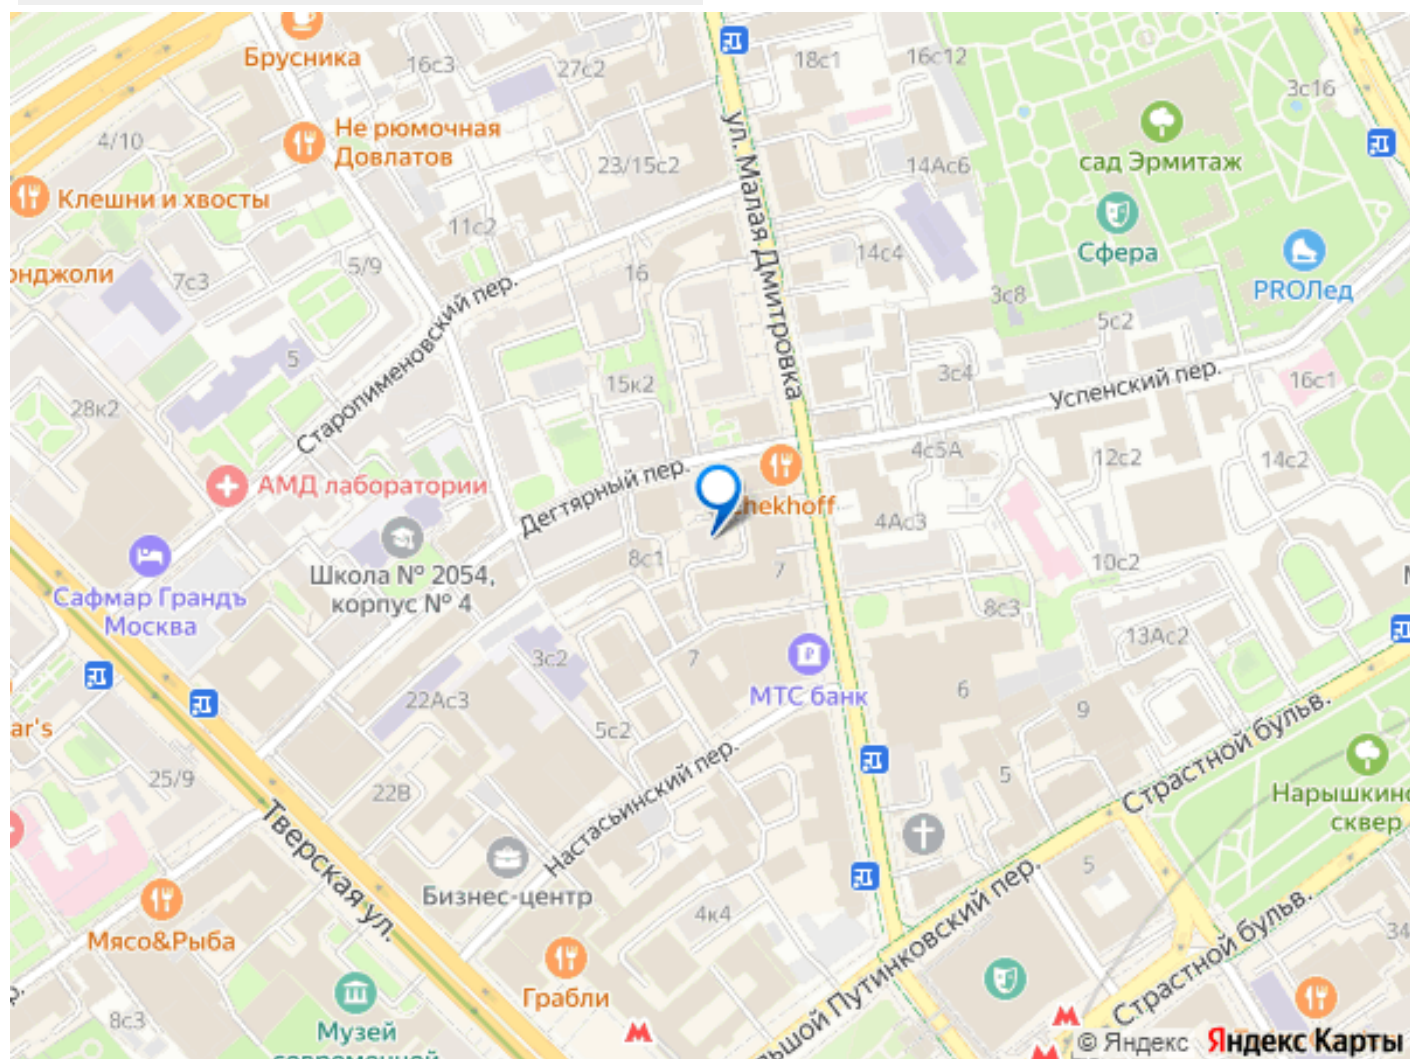 Брусника
16с3
27с2
18с1
16с12
3с16
4/10
Не рюмочная
Довлатов
23/15с2
ул. Малая Дмитровка
14Ас6
сад Эрмитаж
Клешни и хвосты
11с2
Сфера
14с4
онджоли
7с3
5/9
16
PROЛед
3с8
5с2
Старопименовский пер.
5
15к2
3с4
Успенский пер.
16с1
28к2
4с5А
12с2
14с2
АМД лаборатории
Дегтярный пер.
hekhoff
4Ас3
Школа № 2054,
корпус № 4
8с1
7
10с2
Сафмар Грандъ
Москва
8с3
13Ас2
3с2
7
МТС банк
22Ас3
6
9
ar's
5с2
Страстной бульв.
25/9
22В
Настасьинский пер.
5
Нарышкинс
сквер
Тверская ул.
Бизнес-центр
5
4к4
Мясо&Рыба
Грабли
льшой Путинковский пер.
Страстной бульв.
34
8с3
Музей
современной
© Яндекс Яндекс Карты